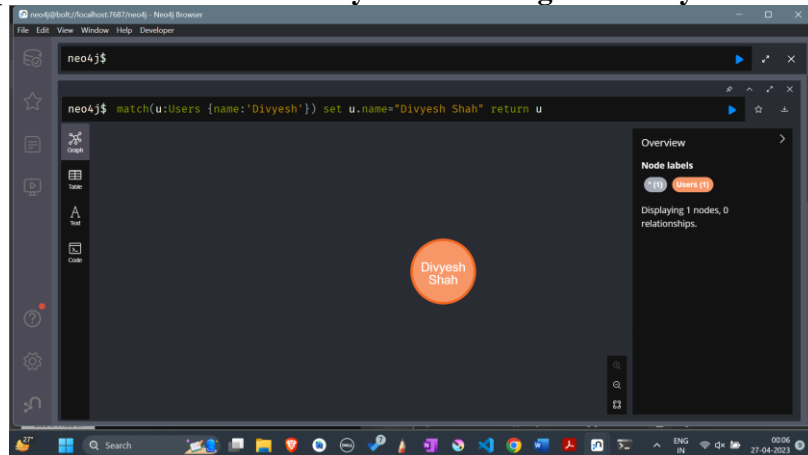 neo4j@bolt://localhost:7687/neo4j - Neo4j Browser
File Edit View Window Help Developer
neo4j$
neo4j$ match(u:Users {name:'Divyesh'}) set u.name="Divyesh Shah" return u
Graph
Table
A
Text
Code
Overview
Node labels
* (1) Users (1)
Displaying 1 nodes, 0
relationships.
Divyesh
Shah
27°
Search
ENG
IN
00:06
27-04-2023